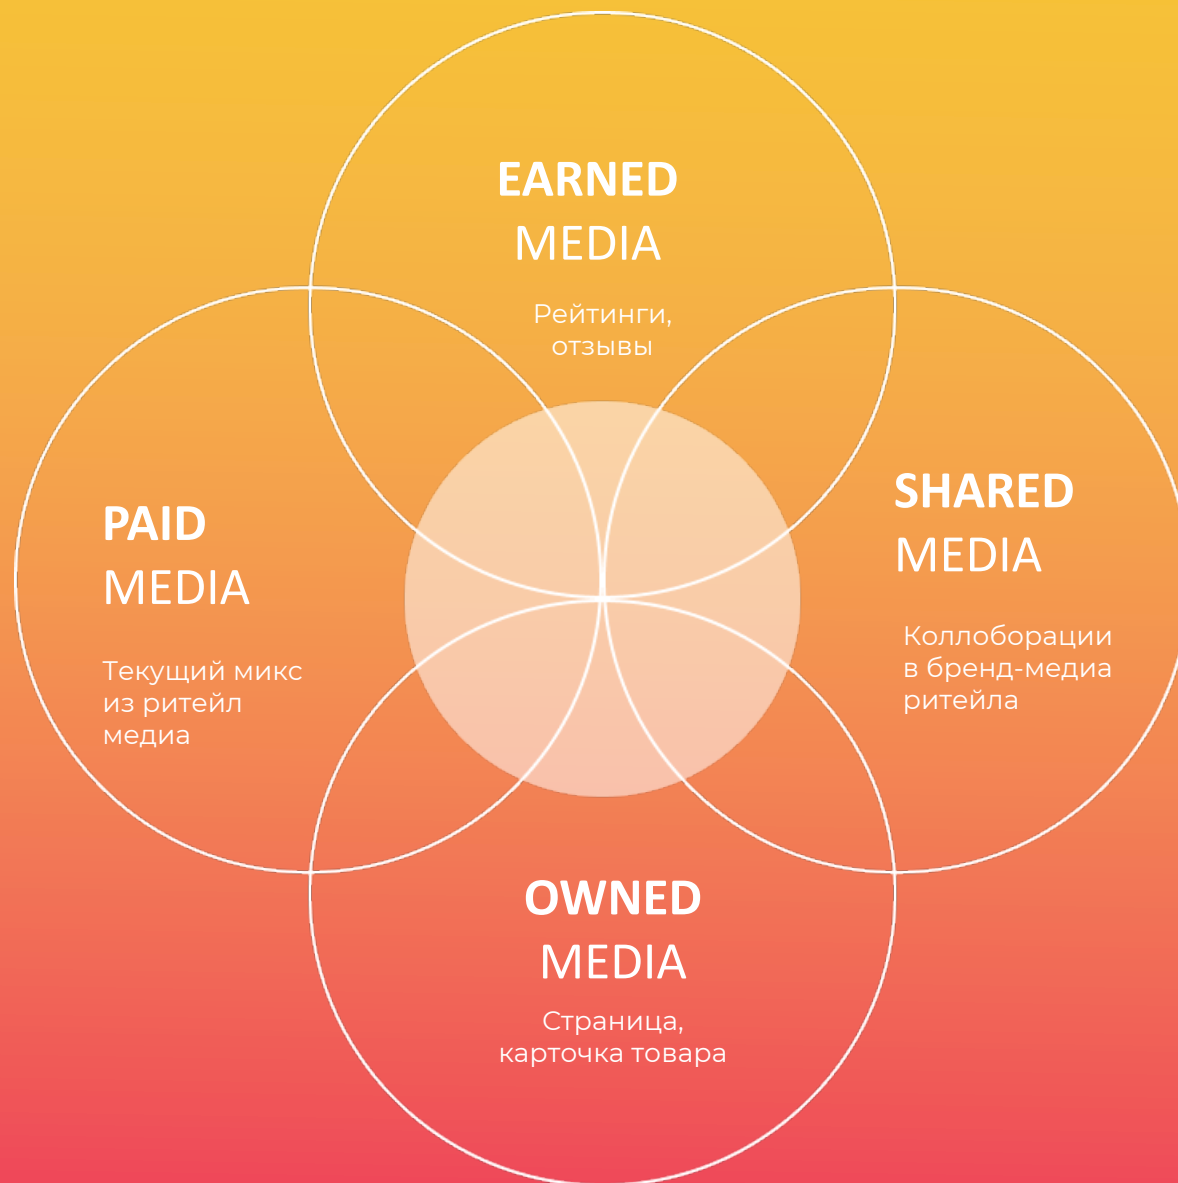 EARNED
MEDIA
Рейтинги,
отзывы
PAID
MEDIA
Текущий микс
из ритейл
медиа
SHARED
MEDIA
Коллоборации
в бренд-медиа
ритейла
OWNED
MEDIA
Страница,
карточка товара